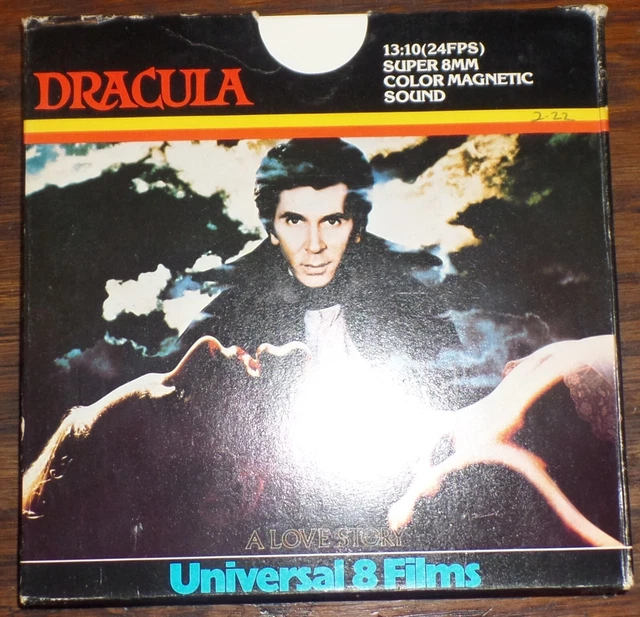 DRACULA
13:10(24FPS)
SUPER 8MM
COLOR MAGNETIC
SOUND
2-22
A LOVE STORY
Universal 8 Films